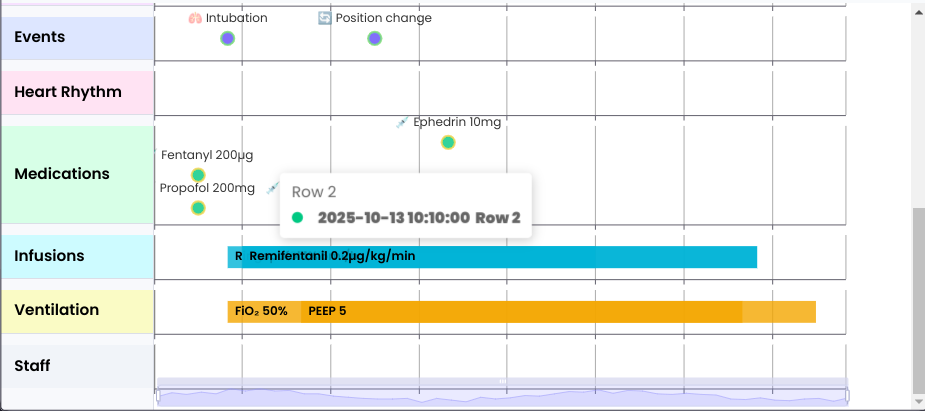 Intubation
Position change
Events
Heart Rhythm
Ephedrin 10mg
Fentanyl 200µg
Medications
Propofol 200mg
Row 2
2025-10-13 10:10:00 Row 2
Infusions
R Remifentanil 0.2µg/kg/min
Ventilation
FiO₂ 50%
PEEP 5
Staff